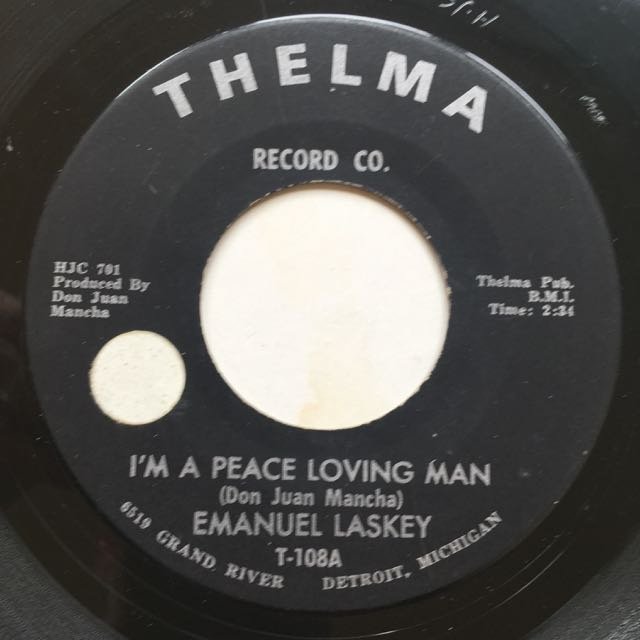 THELMA
RECORD CO.
HJC 701
Produced By
Don Juan
Mancha
Thelma Pub.
B.M.I.
Time: 2:34
I'M A PEACE LOVING MAN
(Don Juan Mancha)
EMANUEL LASKEY
T-108A
6519 GRAND RIVER DETROIT, MICHIGAN